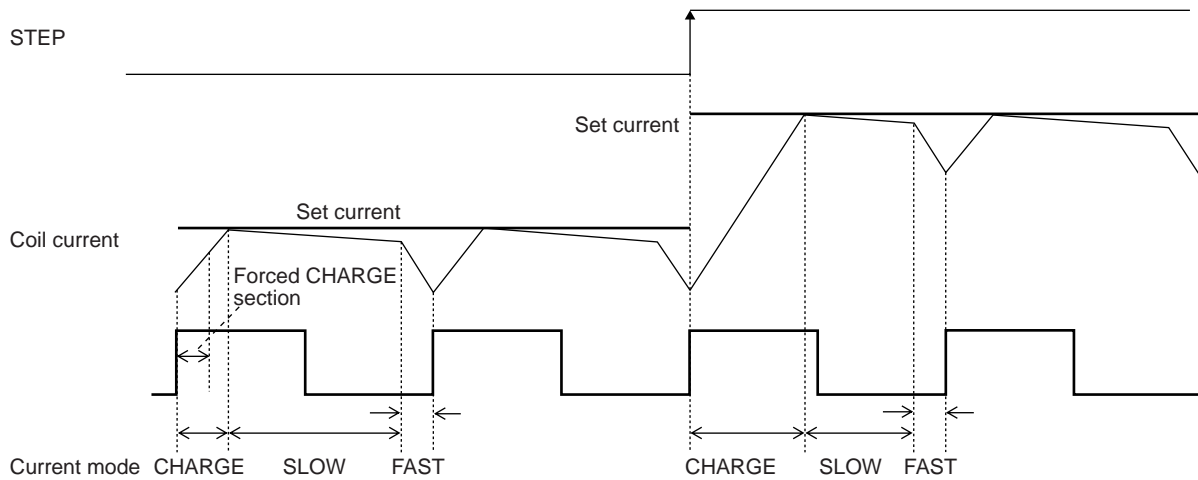 STEP
Set current
Set current
Coil current
Forced CHARGE
section
Current mode CHARGE SLOW FAST CHARGE SLOW FAST